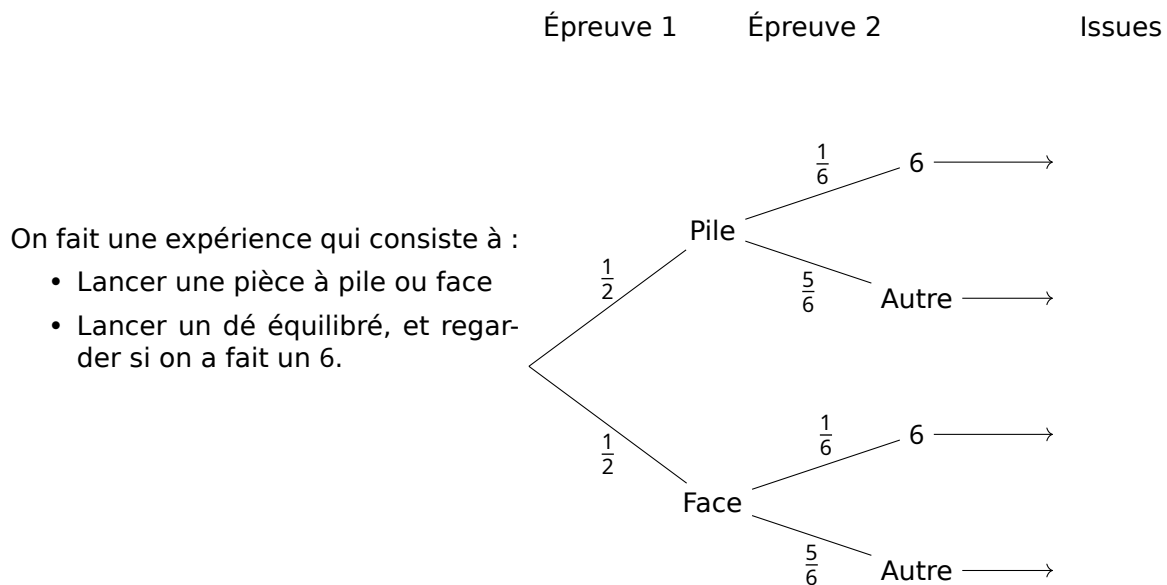 Épreuve 1 Épreuve 2 Issues
On fait une expérience qui consiste à :
• Lancer une pièce à pile ou face
• Lancer un dé équilibré, et regar-
der si on a fait un 6.
1/6
6
Pile
1/2
5/6
Autre
1/2
1/6
6
Face
5/6
Autre